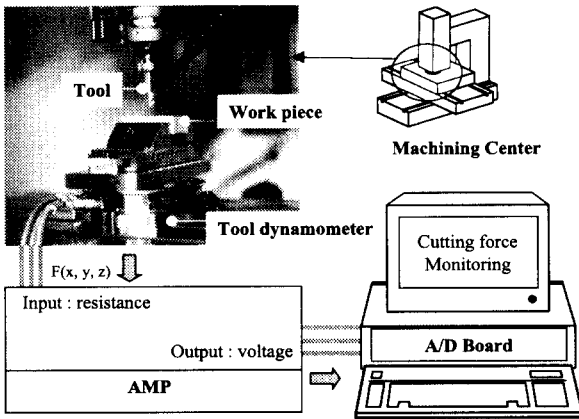 Tool
Work piece
Machining Center
Tool dynamometer
F(x, y, z)
Input : resistance
Output : voltage
AMP
Cutting force
Monitoring
A/D Board